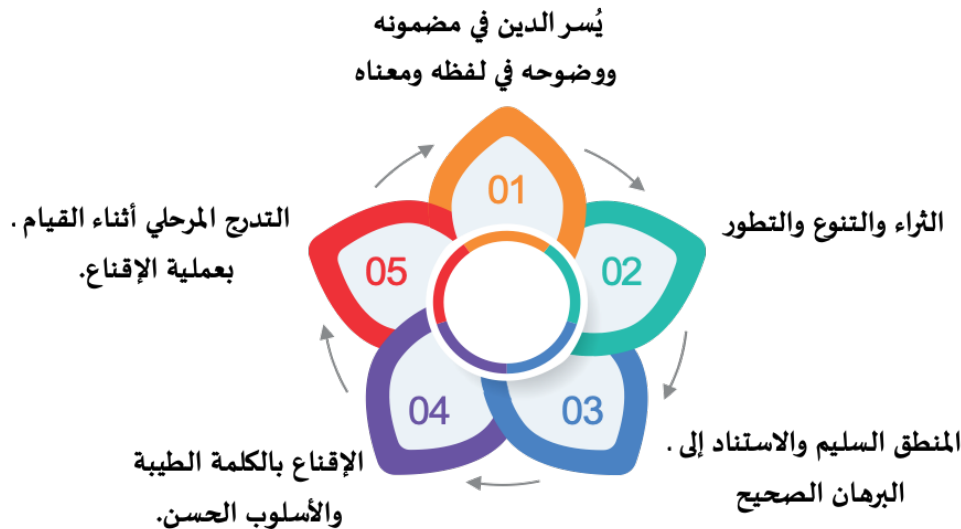 يُسر الدين في مضمونه
ووضوحه في لفظه ومعناه
01
الثراء والتنوع والتطور
02
المنطق السليم والاستناد إلى .
البرهان الصحيح
03
الإقناع بالكلمة الطيبة
والأسلوب الحسن.
04
التدرج المرحلي أثناء القيام .
بعملية الإقناع.
05